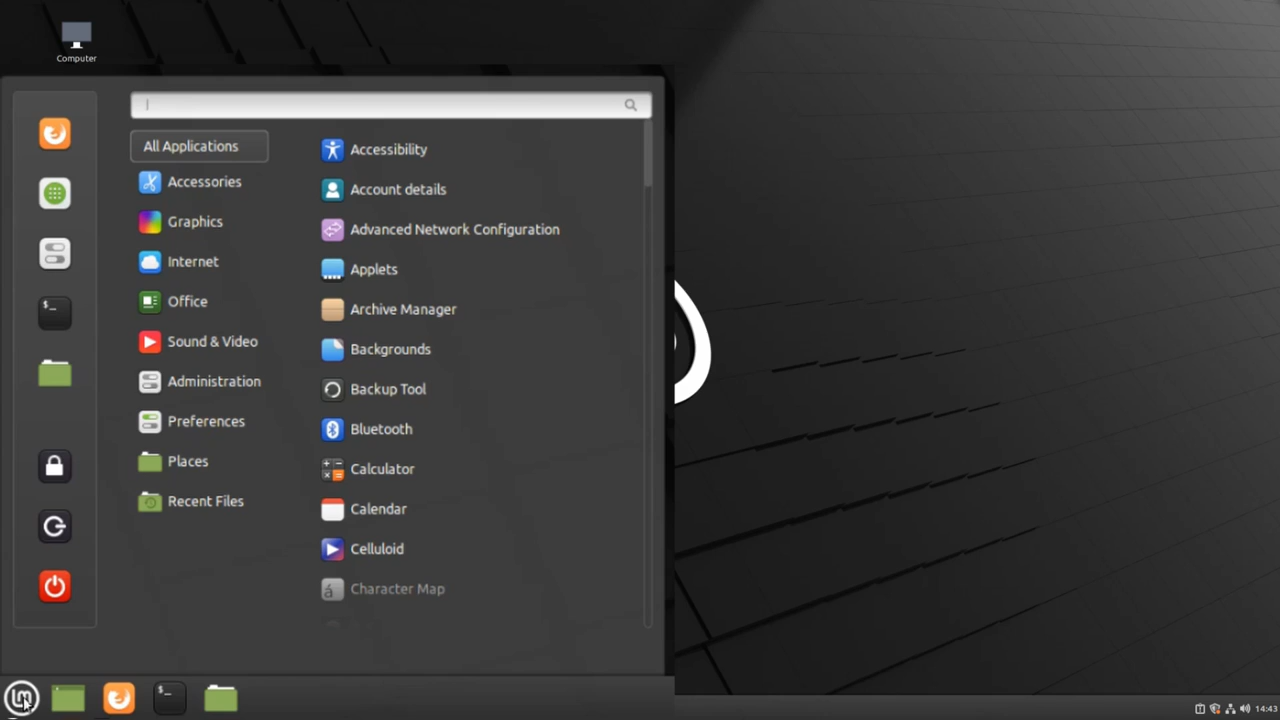 Computer
All Applications
Accessories
Graphics
Internet
Office
Sound & Video
Administration
Preferences
Places
Recent Files
Accessibility
Account details
Advanced Network Configuration
Applets
Archive Manager
Backgrounds
Backup Tool
Bluetooth
Calculator
Calendar
Celluloid
Character Map
14:43